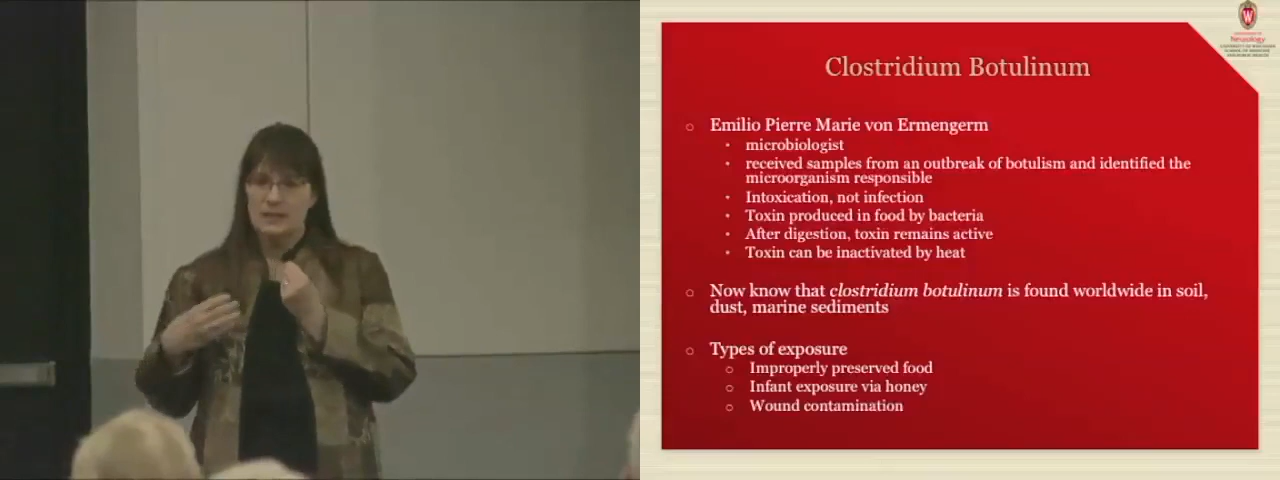 Clostridium Botulinum
Emilio Pierre Marie von Ermengerm
microbiologist
received samples from an outbreak of botulism and identified the
microorganism responsible
Intoxication, not infection
Toxin produced in food by bacteria
After digestion, toxin remains active
Toxin can be inactivated by heat
Now know that clostridium botulinum is found worldwide in soil,
dust, marine sediments
Types of exposure
Improperly preserved food
Infant exposure via honey
Wound contamination
W
Neurology